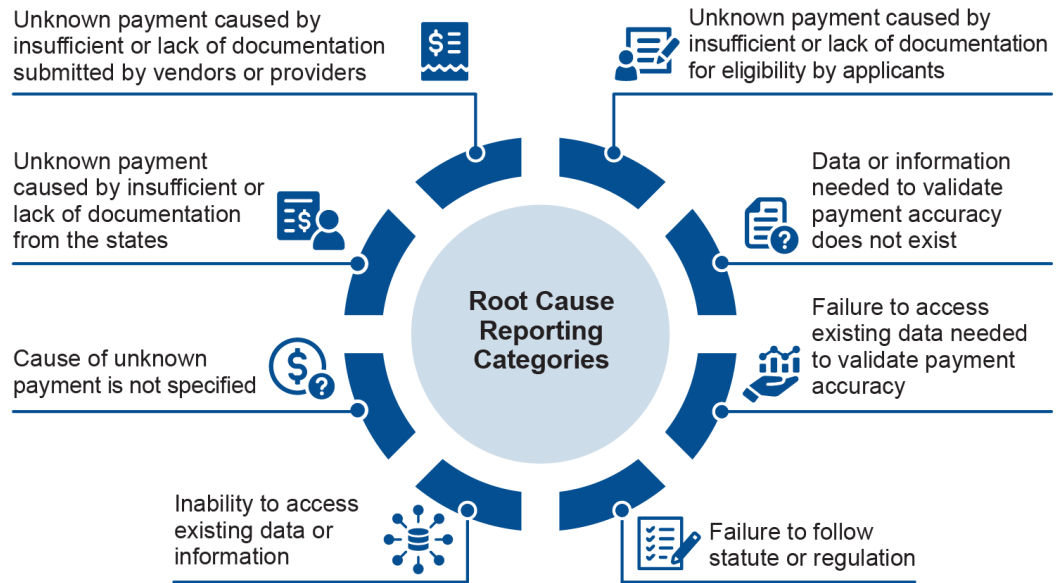 Unknown payment caused by
insufficient or lack of documentation
submitted by vendors or providers
$
Unknown payment caused by
insufficient or lack of documentation
for eligibility by applicants
Unknown payment
caused by insufficient or
lack of documentation
from the states
$
Data or information
needed to validate
payment accuracy
does not exist
?
Root Cause
Reporting
Categories
Cause of unknown
payment is not specified
$
?
Failure to access
existing data needed
to validate payment
accuracy
Inability to access
existing data or
information
Failure to follow
statute or regulation